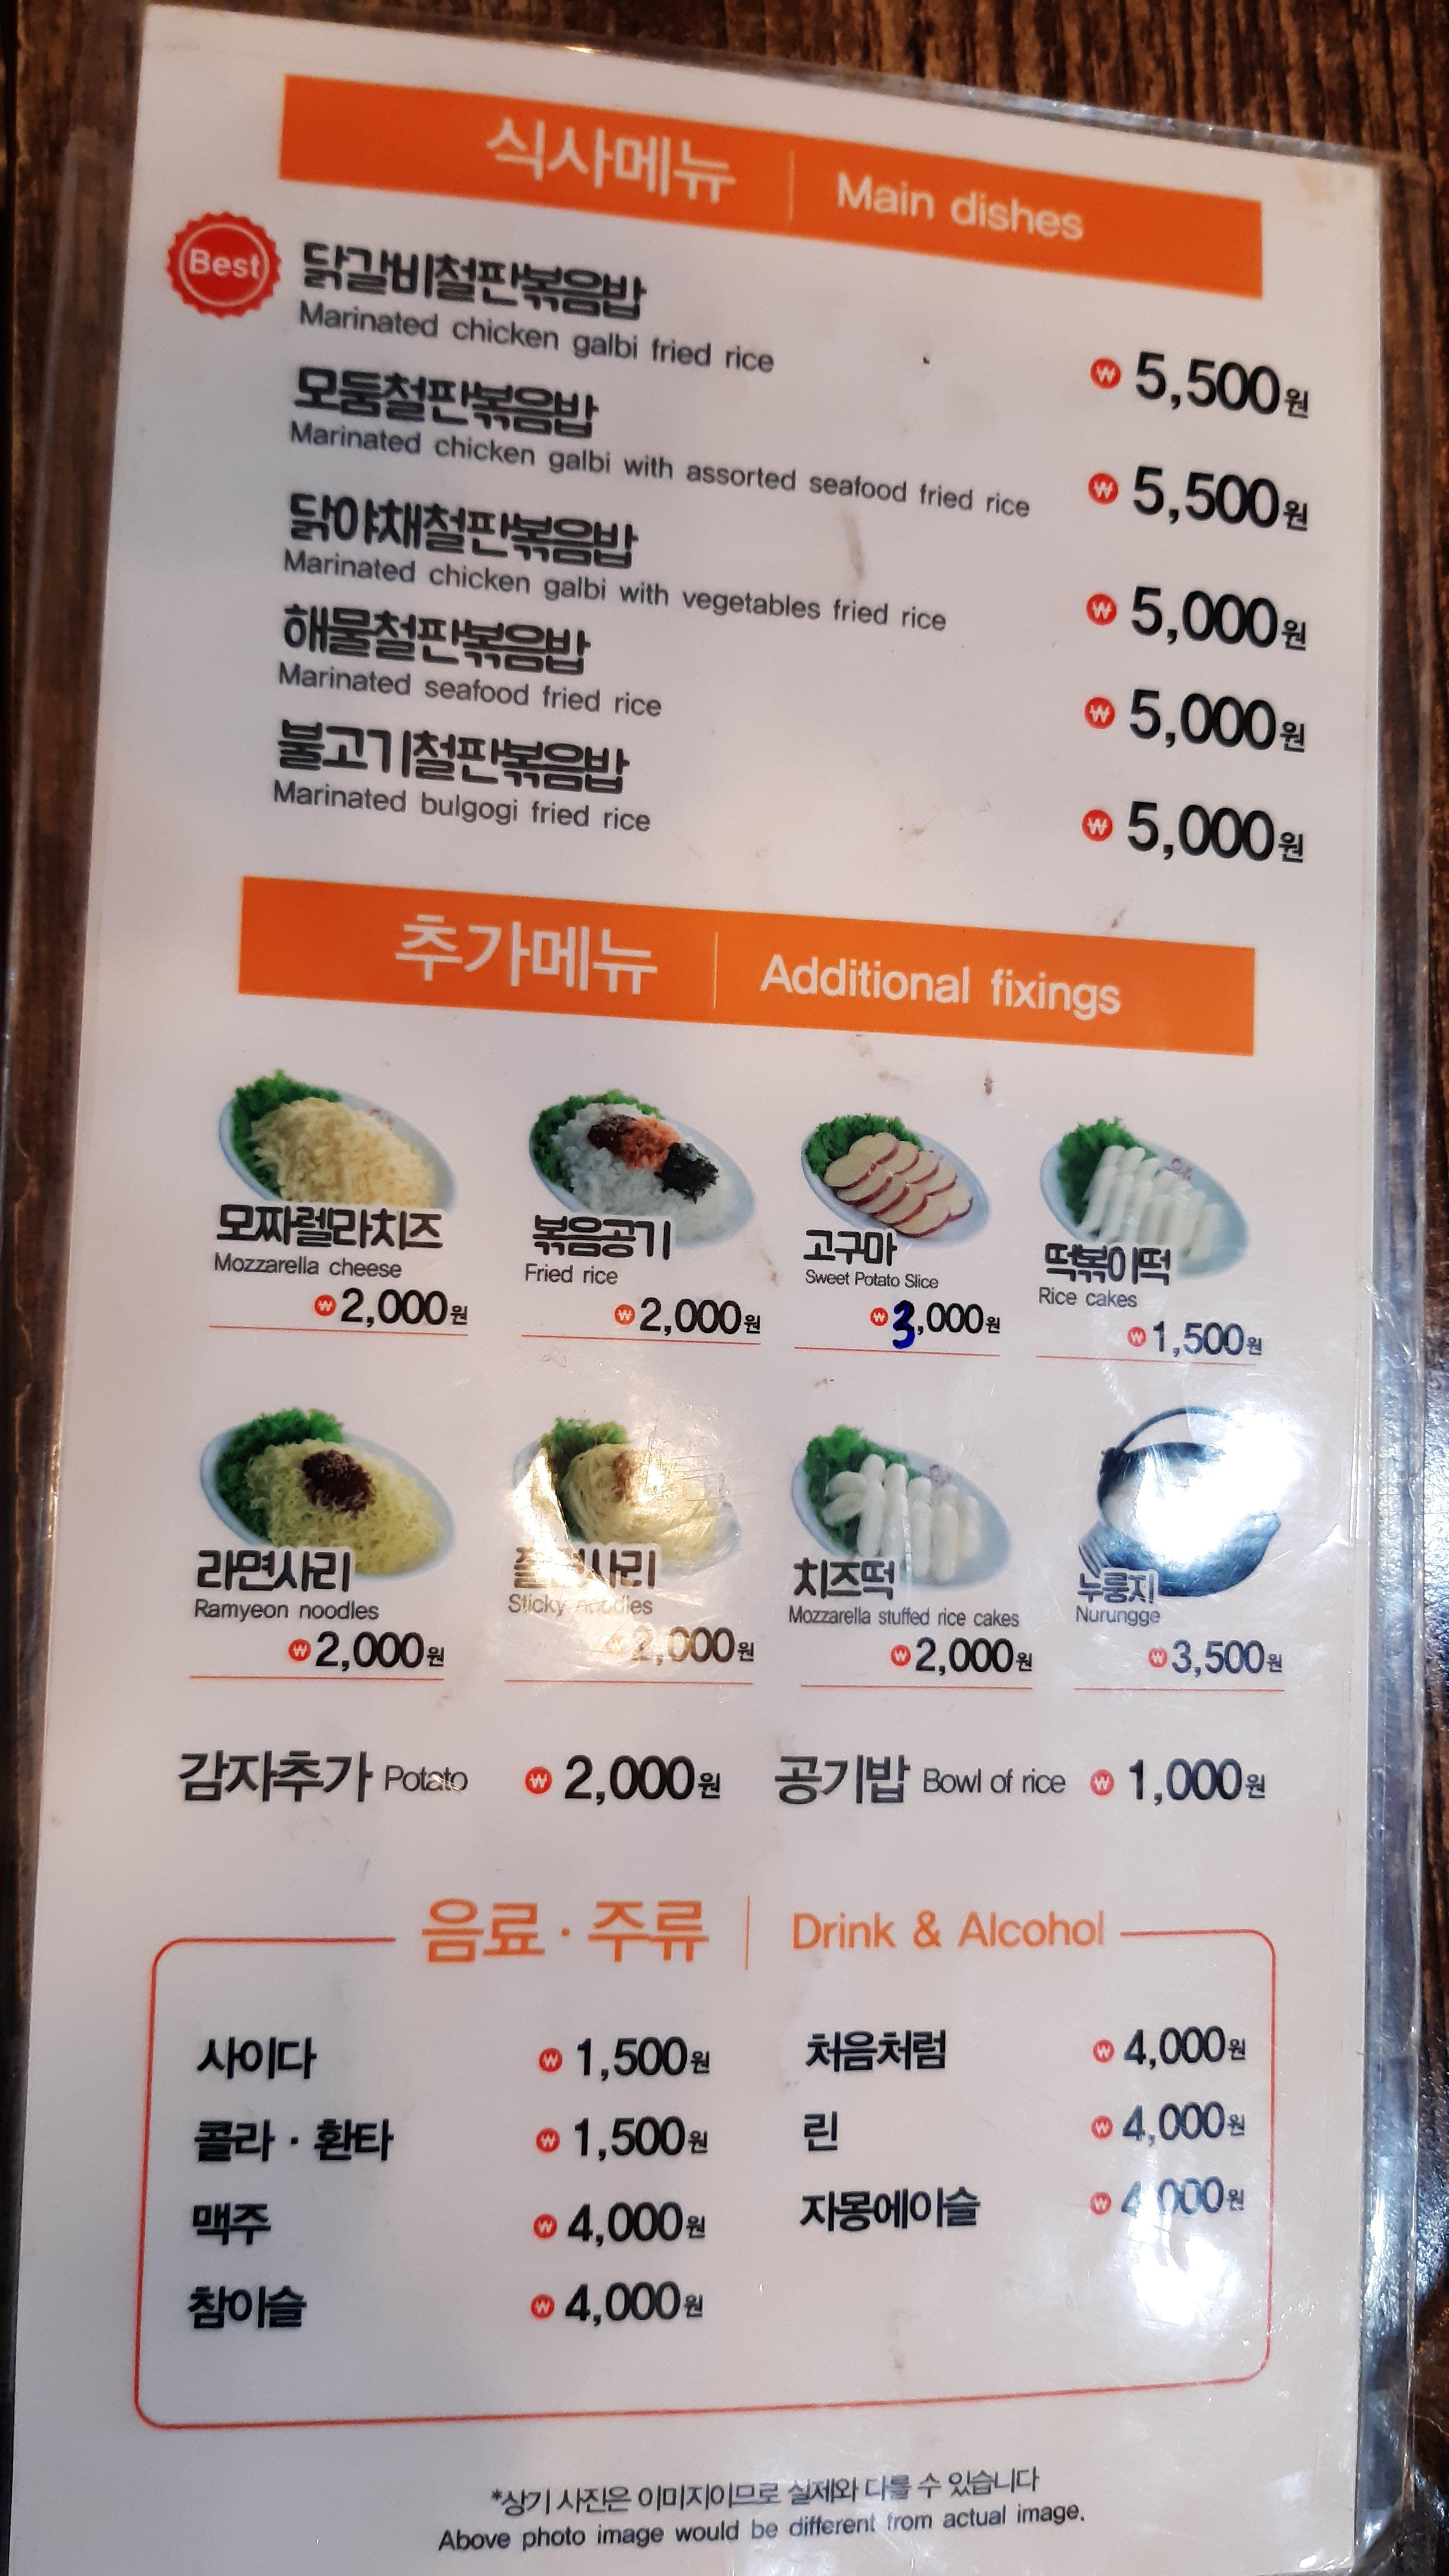 식사메뉴 | Main dishes
Best
닭갈비철판볶음밥
Marinated chicken galbi fried rice
₩ 5,500원
모둠철판볶음밥
Marinated chicken galbi with assorted seafood fried rice
₩ 5,500원
닭야채철판볶음밥
Marinated chicken galbi with vegetables fried rice
₩ 5,000원
해물철판볶음밥
Marinated seafood fried rice
₩ 5,000원
불고기철판볶음밥
Marinated bulgogi fried rice
₩ 5,000원
추가메뉴 | Additional fixings
모짜렐라치즈
Mozzarella cheese
₩ 2,000원
볶음공기
Fried rice
₩ 2,000원
고구마
Sweet Potato Slice
₩ 3,000원
떡볶이떡
Rice cakes
₩ 1,500원
라면사리
Ramyeon noodles
₩ 2,000원
쫄면사리
Sticky noodles
₩ 2,000원
치즈떡
Mozzarella stuffed rice cakes
₩ 2,000원
누룽지
Nurungge
₩ 3,500원
감자추가 Potato ₩ 2,000원
공기밥 Bowl of rice ₩ 1,000원
음료 · 주류 | Drink & Alcohol
사이다 ₩ 1,500원
콜라 · 환타 ₩ 1,500원
맥주 ₩ 4,000원
참이슬 ₩ 4,000원
처음처럼 ₩ 4,000원
린 ₩ 4,000원
자몽에이슬 ₩ 4,000원
*상기 사진은 이미지이므로 실제와 다를 수 있습니다
Above photo image would be different from actual image.